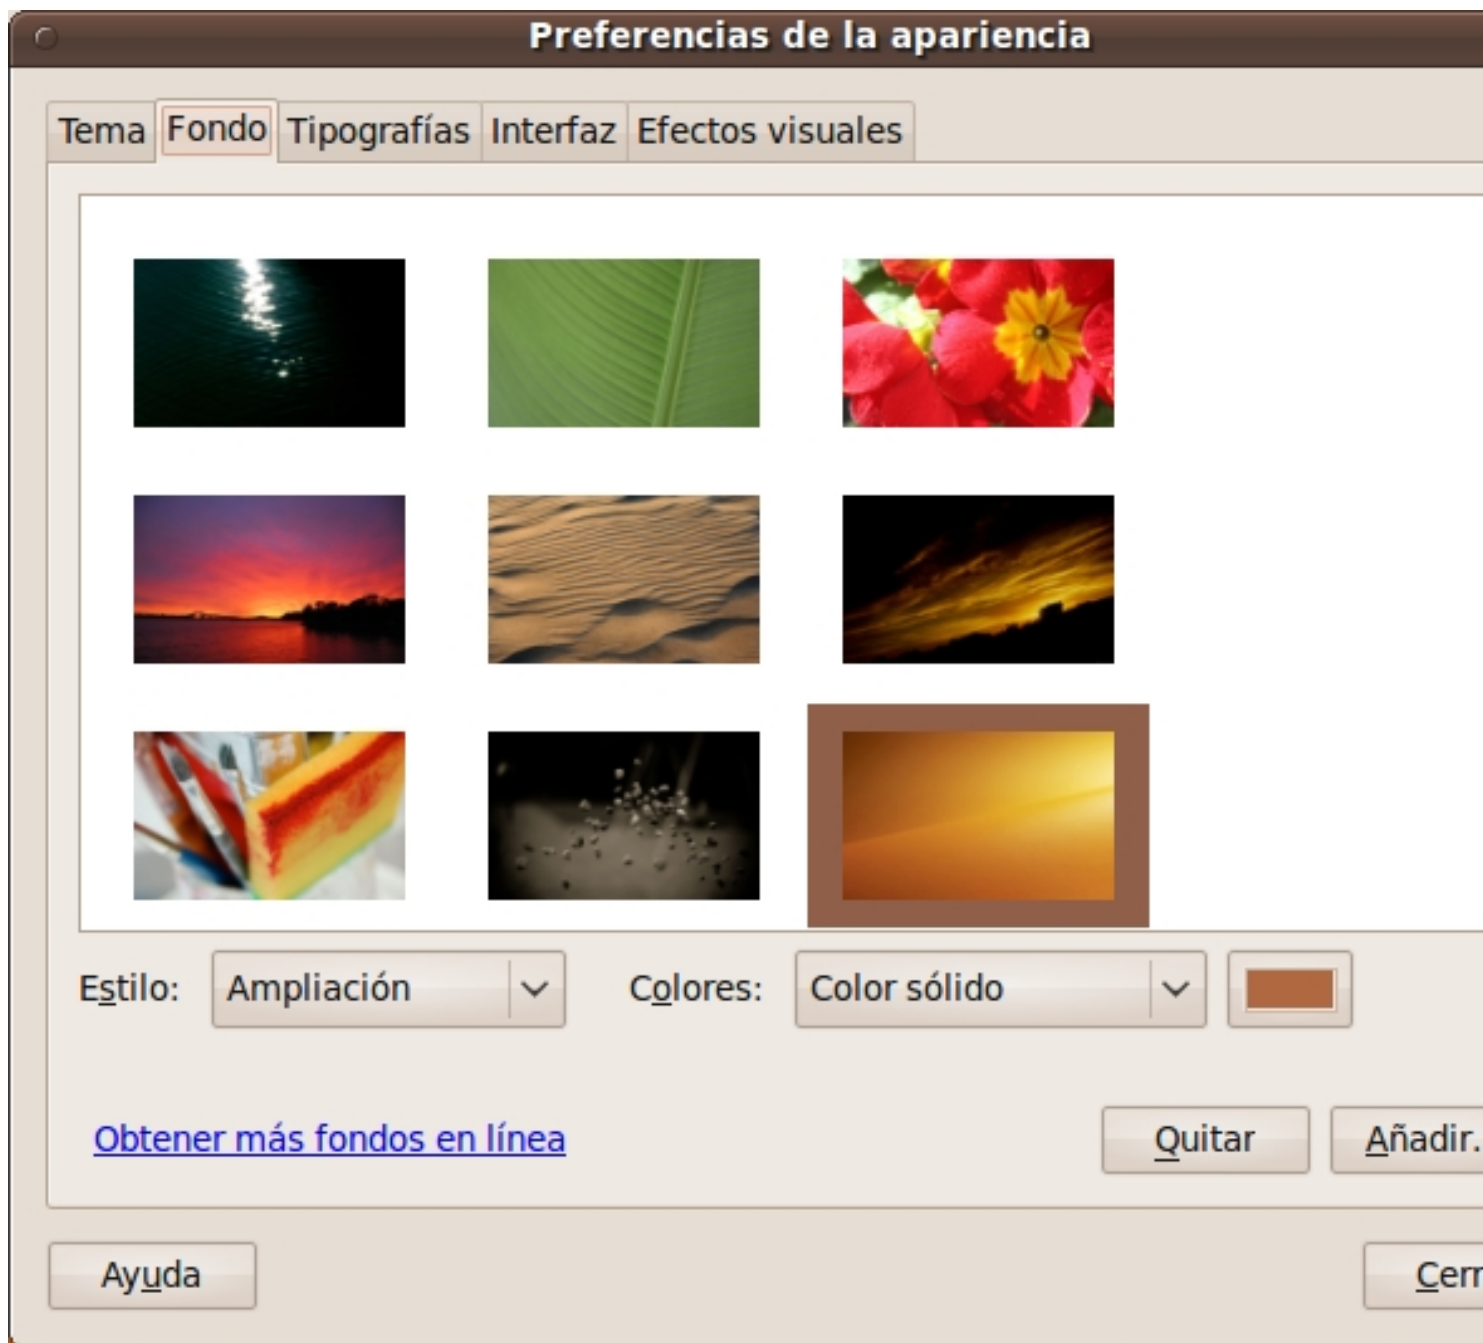 Preferencias de la apariencia
Tema Fondo Tipografías Interfaz Efectos visuales
Estilo: Ampliación Colores: Color sólido
Obtener más fondos en línea Quitar Añadir.
Ayuda Cerr